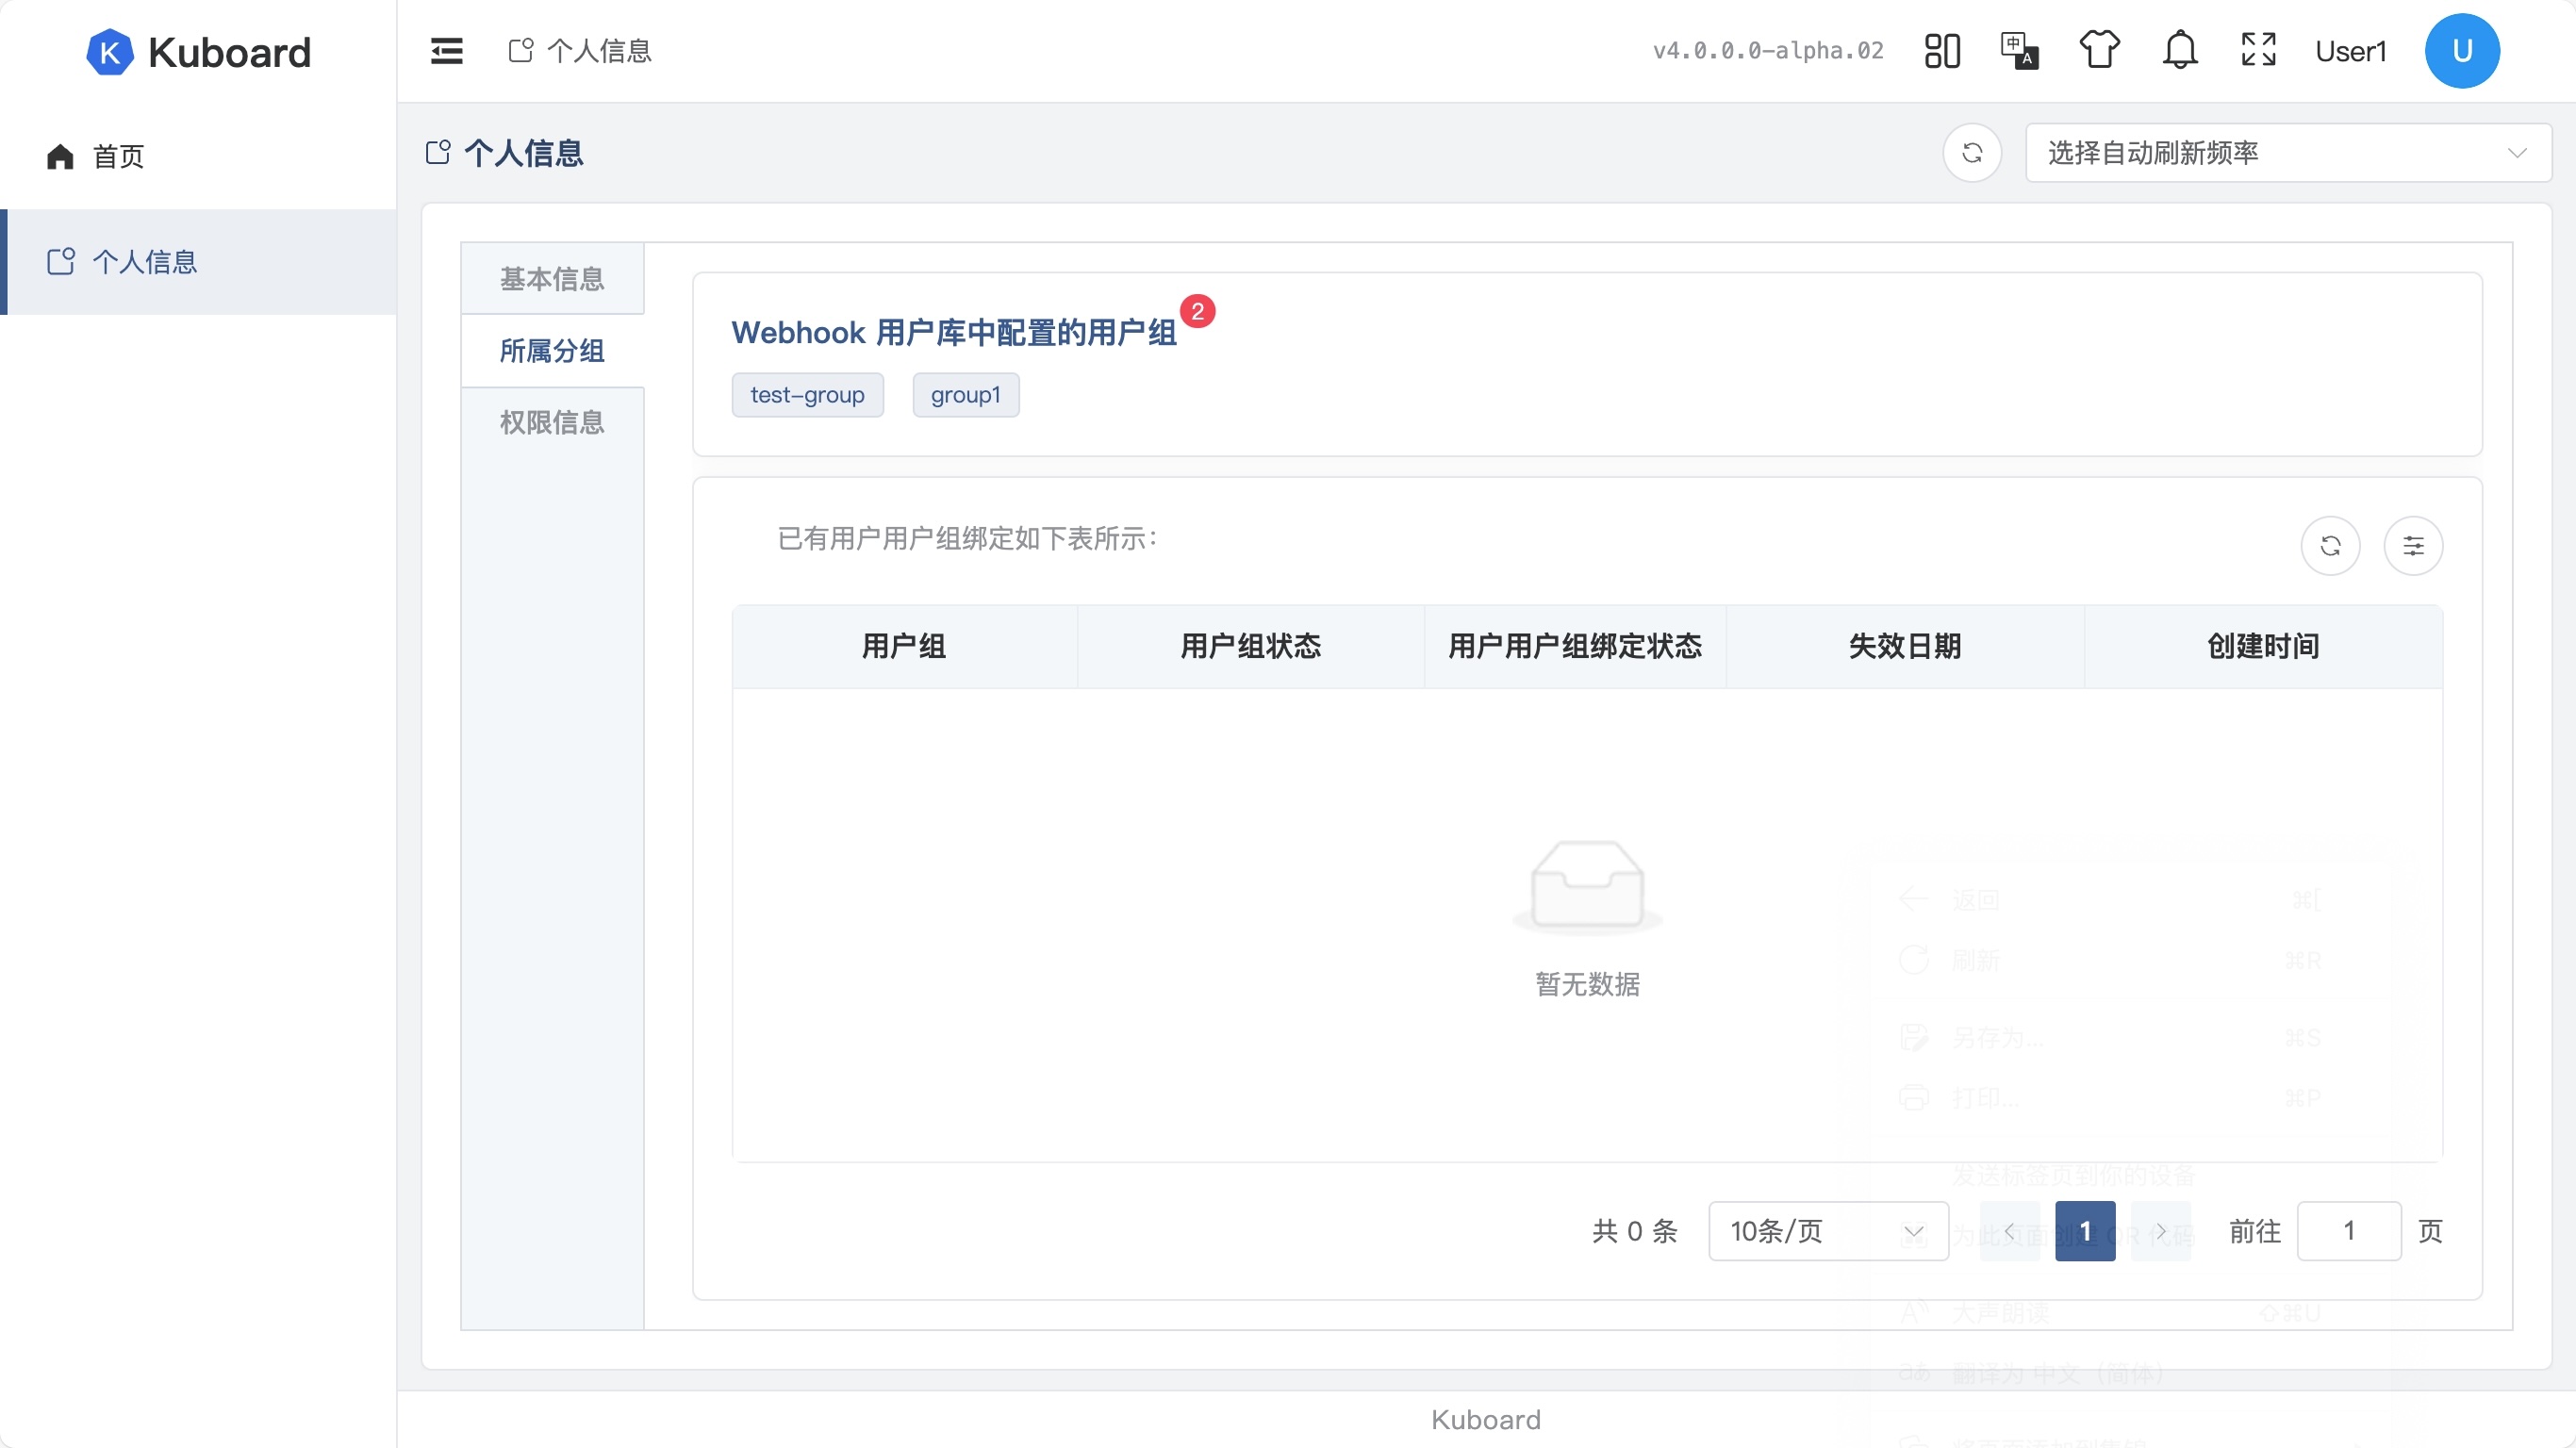 Kuboard
个人信息
v4.0.0.0-alpha.02
中
A
User1
U
首页
个人信息
个人信息
选择自动刷新频率
基本信息
所属分组
权限信息
Webhook 用户库中配置的用户组
2
test-group
group1
已有用户用户组绑定如下表所示:
用户组 用户组状态 用户用户组绑定状态 失效日期 创建时间
暂无数据
返回 ⌘[
刷新 ⌘R
另存为... ⌘S
打印... ⌘P
发送标签页到你的设备
为此页面创建 QR 代码
共 0 条 10条/页 1 前往 1 页
大声朗读 ⇧⌘U
翻译为 中文（简体）
Kuboard